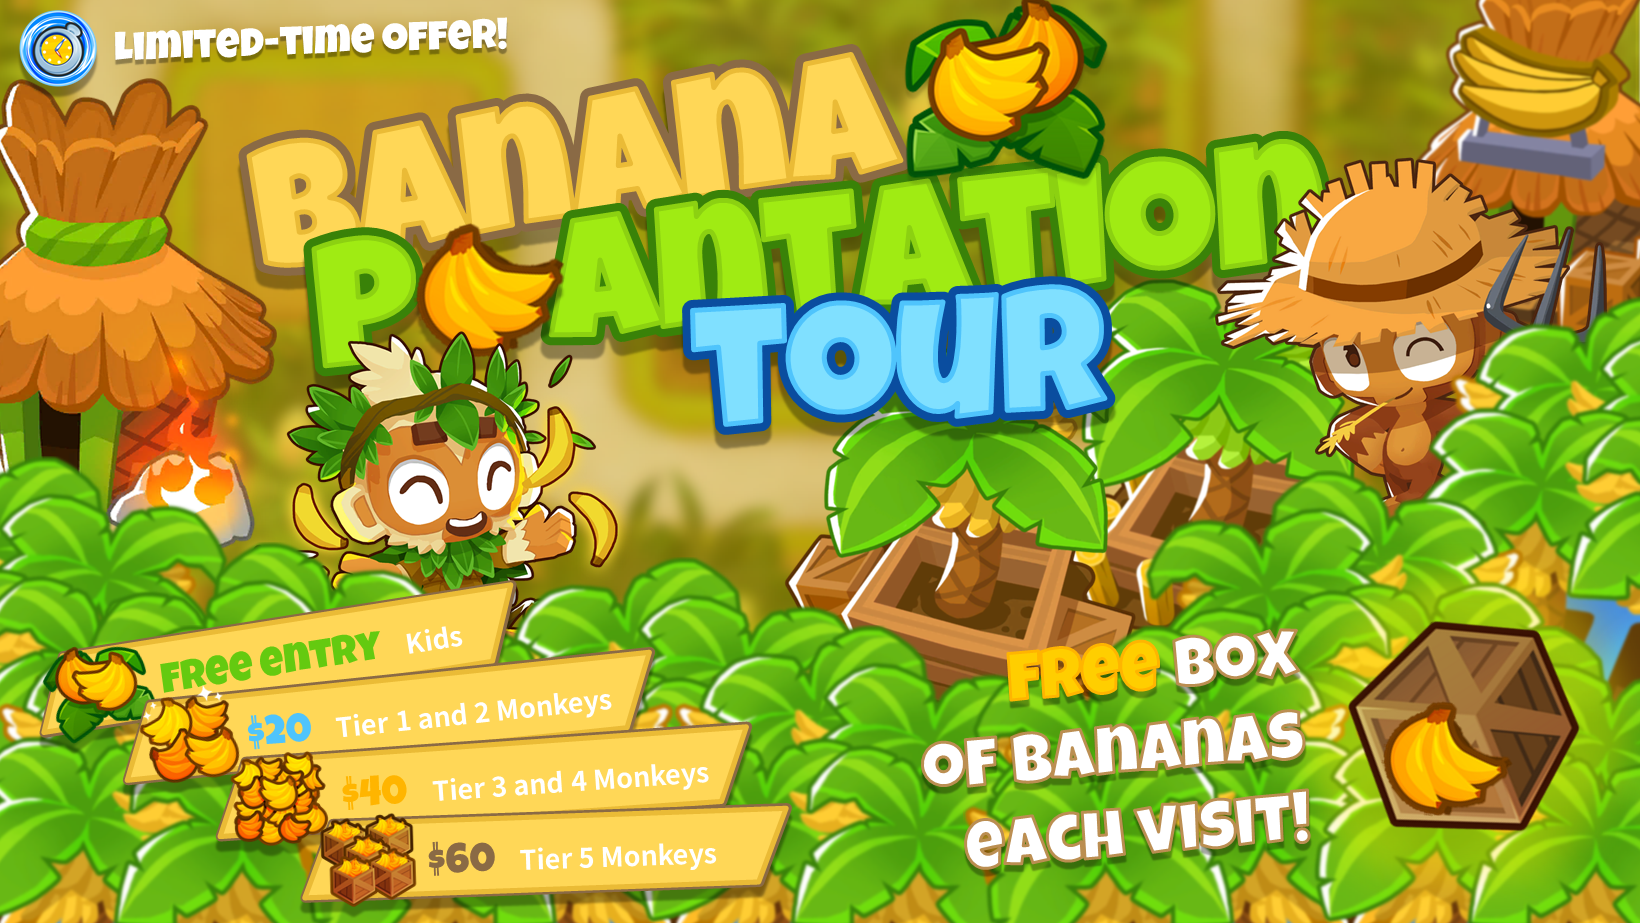 LIMITED-TIME OFFER!
BANANA
PLANTATION
TOUR
FREE ENTRY Kids
$20 Tier 1 and 2 Monkeys
$40 Tier 3 and 4 Monkeys
$60 Tier 5 Monkeys
FREE BOX
OF BANANAS
EACH VISIT!